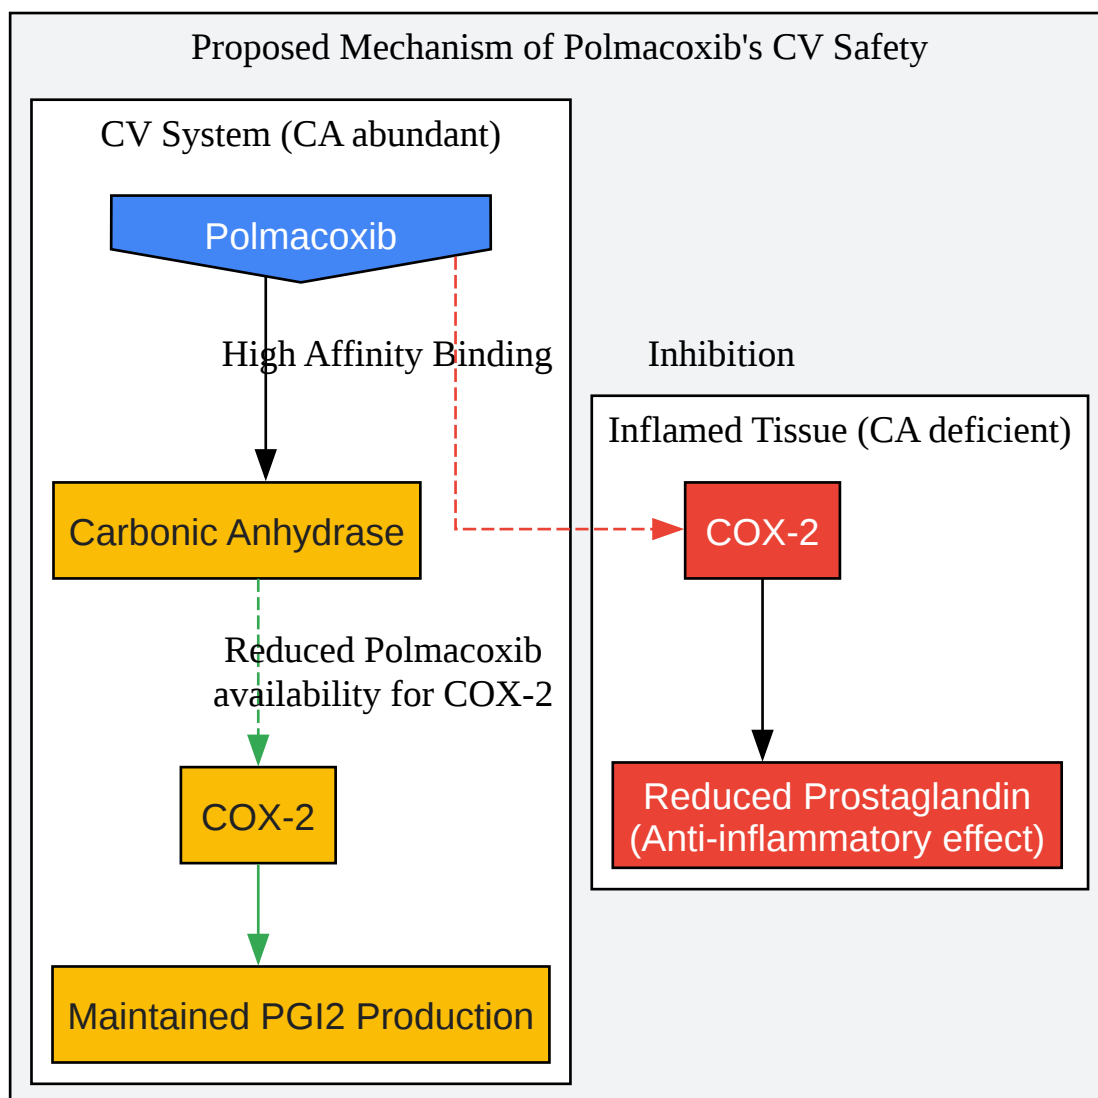 Proposed Mechanism of Polmacoxib's CV Safety
CV System (CA abundant)
Polmacoxib
High Affinity Binding
Inhibition
Inflamed Tissue (CA deficient)
Carbonic Anhydrase
COX-2
Reduced Polmacoxib
availability for COX-2
COX-2
Reduced Prostaglandin
(Anti-inflammatory effect)
Maintained PGI2 Production